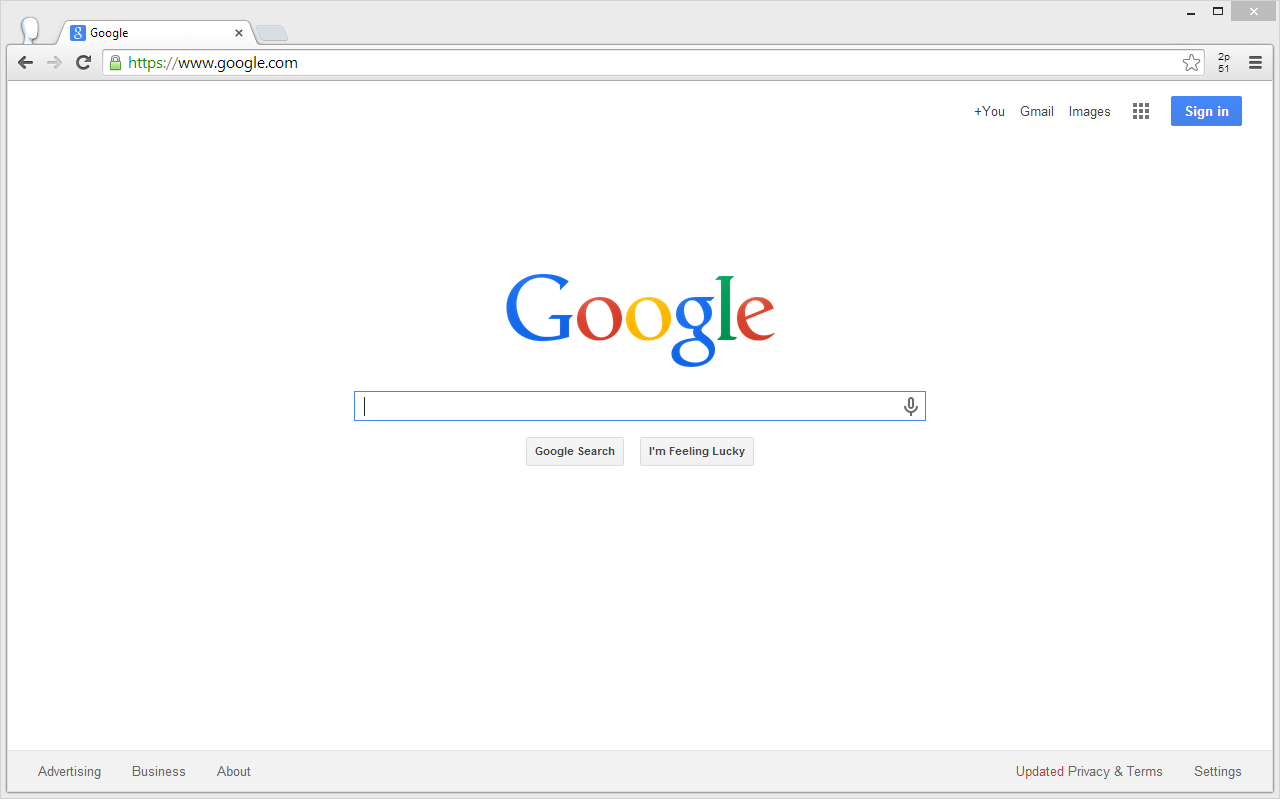 Google
https://www.google.com
2p
51
+You Gmail Images Sign in
Google
Google Search I'm Feeling Lucky
Advertising Business About Updated Privacy & Terms Settings